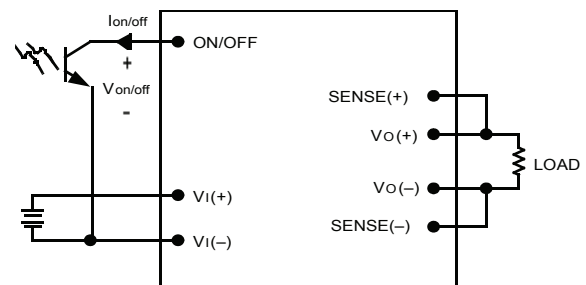 Ion/off
ON/OFF
+
Von/off
-
SENSE(+)
VO(+)
LOAD
VO(–)
SENSE(–)
VI(+)
VI(–)